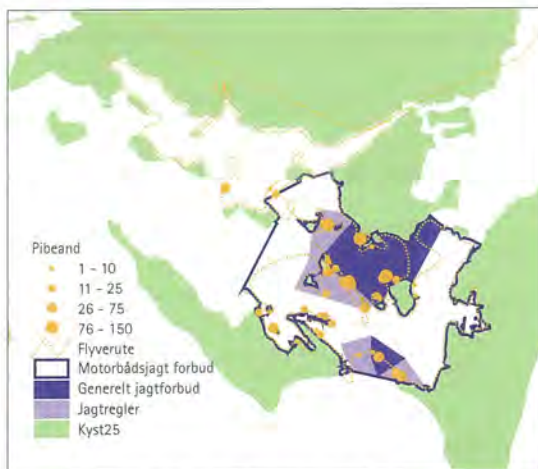 Pibeand
1 - 10
11 - 25
26 - 75
76 - 150
Flyverute
Motorbådsjagt forbud
Generelt jagtforbud
Jagtregler
Kyst25